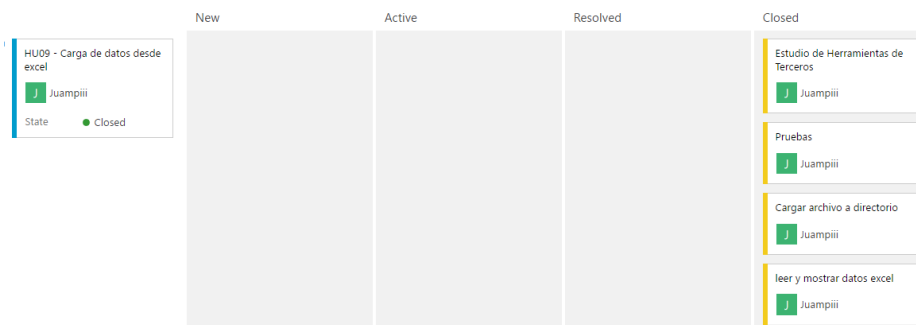 New
Active
Resolved
Closed
HU09 - Carga de datos desde
excel
J Juampiii
State Closed
Estudio de Herramientas de
Terceros
J Juampiii
Pruebas
J Juampiii
Cargar archivo a directorio
J Juampiii
leer y mostrar datos excel
J Juampiii